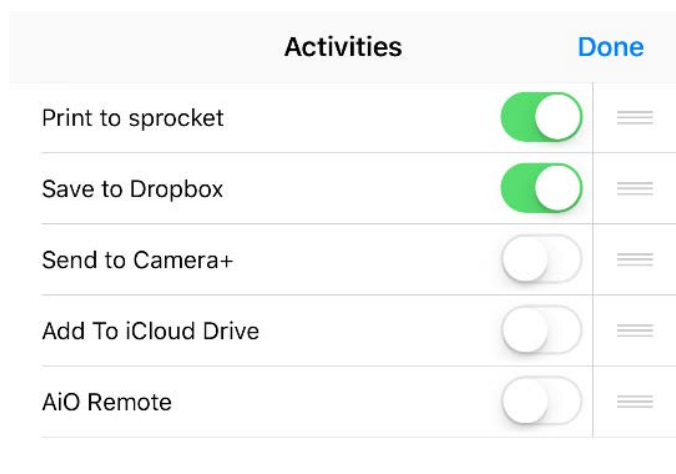 Activities Done
Print to sprocket
Save to Dropbox
Send to Camera+
Add To iCloud Drive
AiO Remote